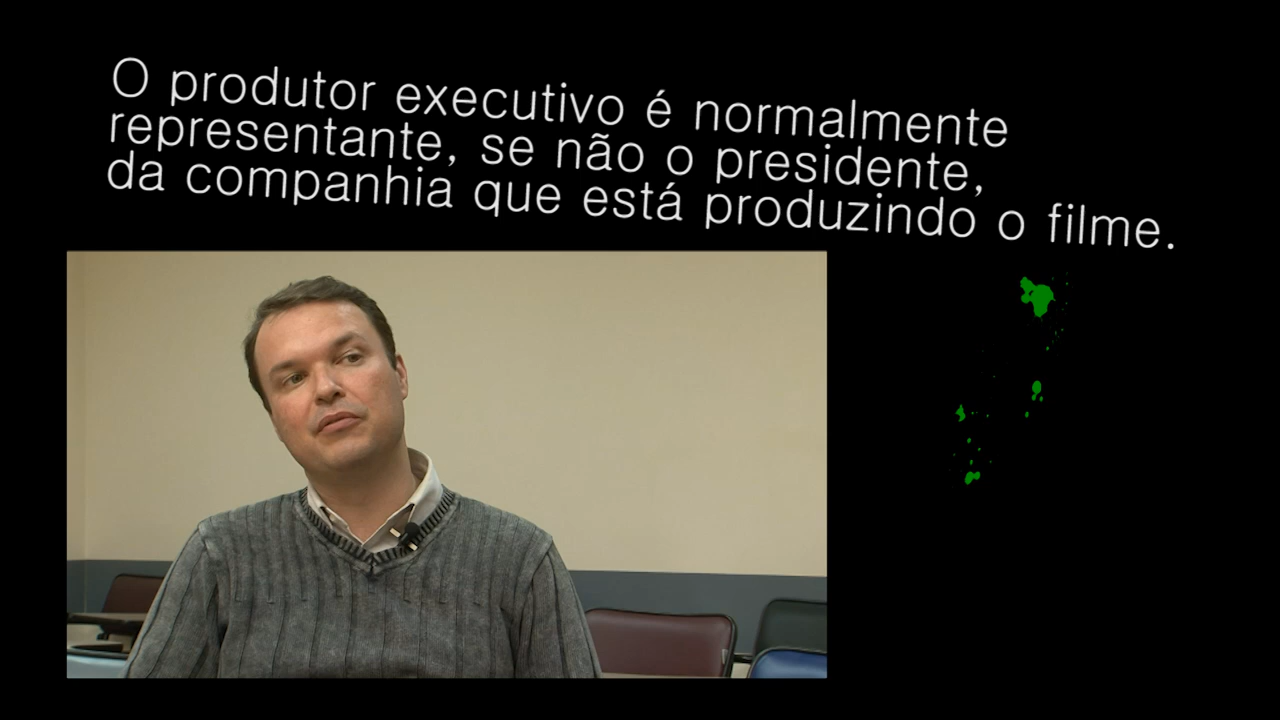 O produtor executivo é normalmente
representante, se não o presidente,
da companhia que está produzindo o filme.